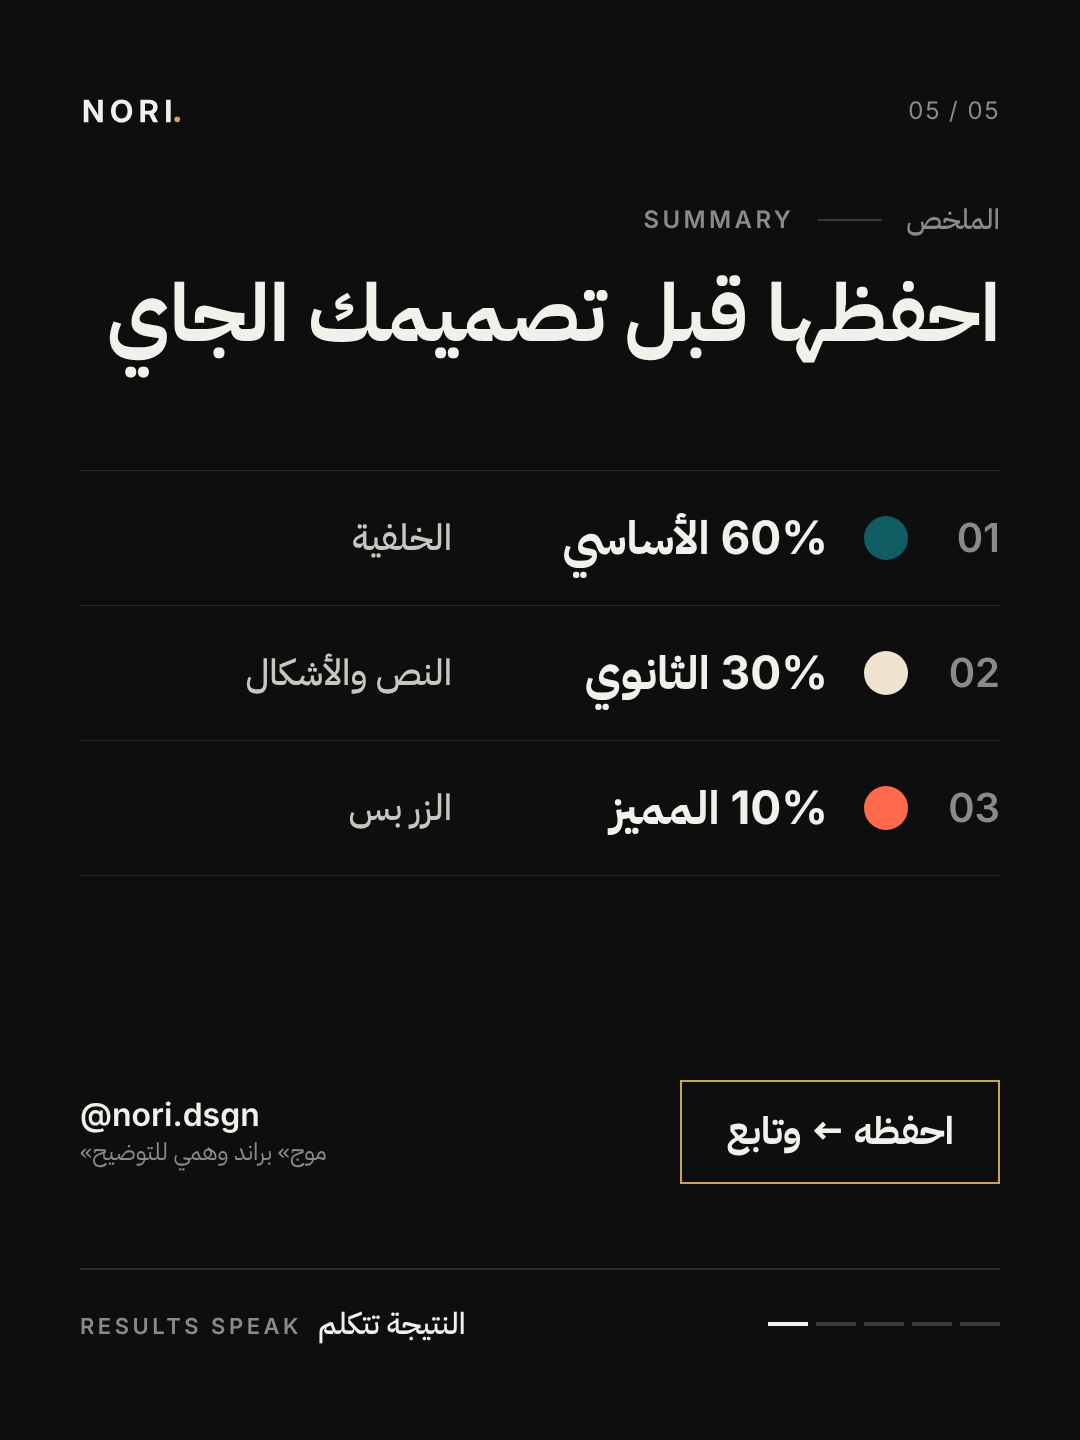 NORI.
05 / 05
الملخص — SUMMARY
احفظها قبل تصميمك الجاي
01 60% الأساسي الخلفية
02 30% الثانوي النص والأشكال
03 10% المميز الزر بس
احفظه ← وتابع
@nori.dsgn
موج» براند وهمي للتوضيح»
النتيجة تتكلم RESULTS SPEAK